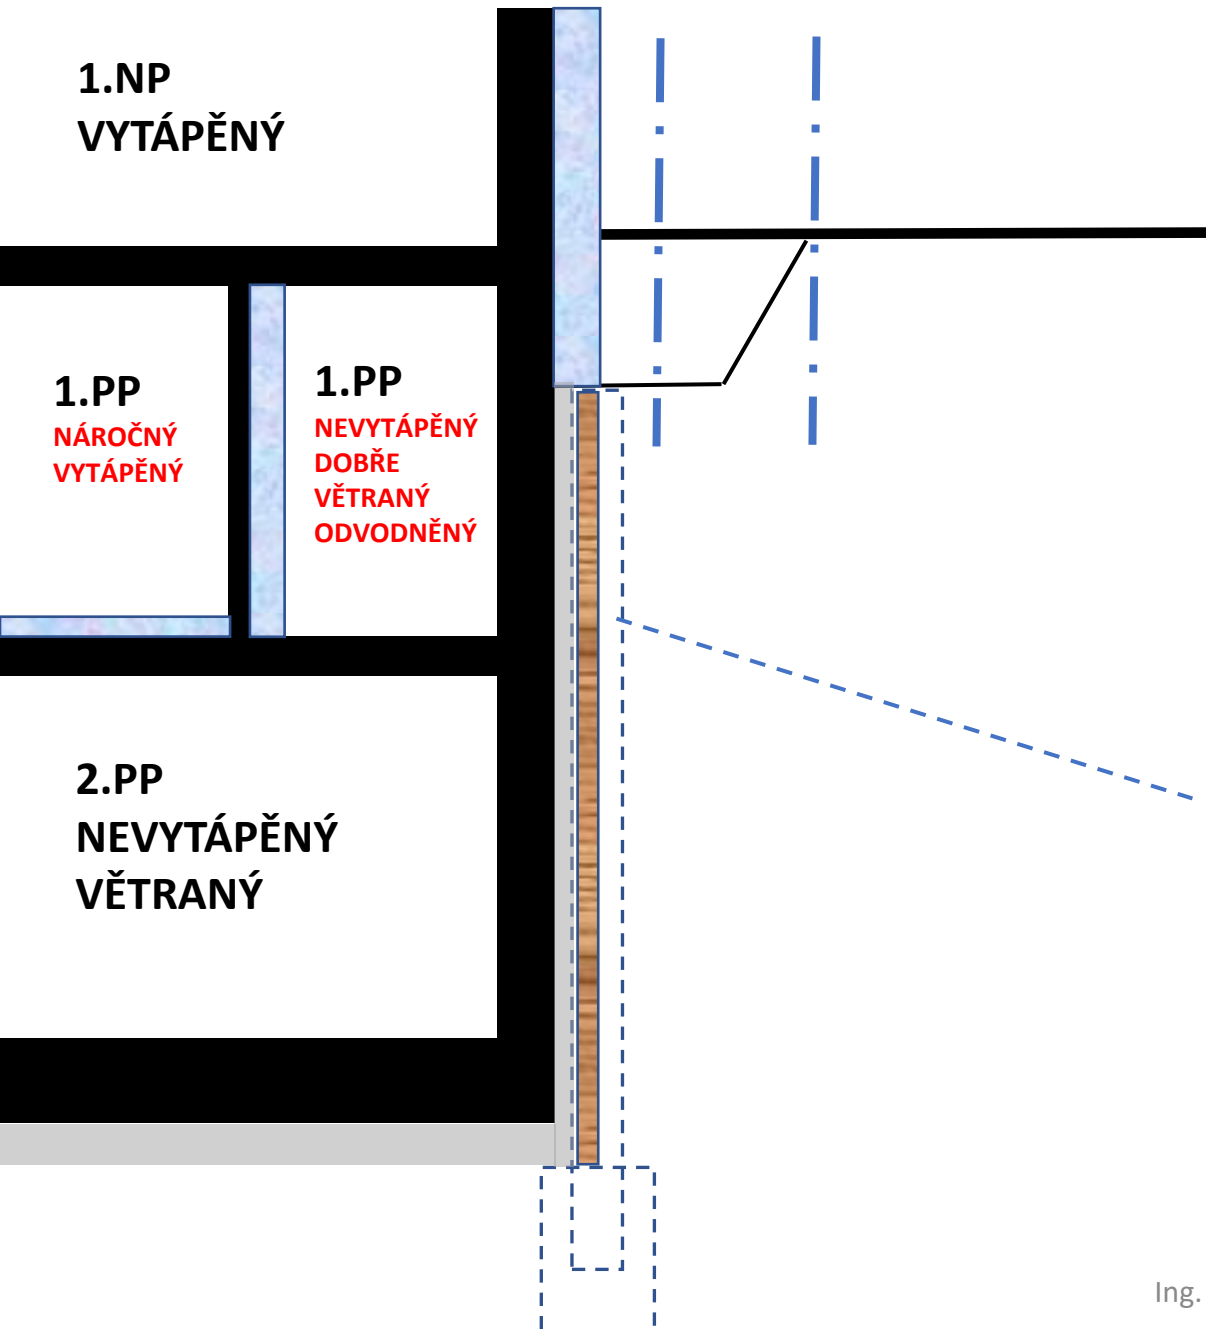 1.NP
VYTÁPĚNÝ
1.PP
NÁROČNÝ
VYTÁPĚNÝ
1.PP
NEVYTÁPĚNÝ
DOBŘE
VĚTRANÝ
ODVODNĚNÝ
2.PP
NEVYTÁPĚNÝ
VĚTRANÝ
Ing.